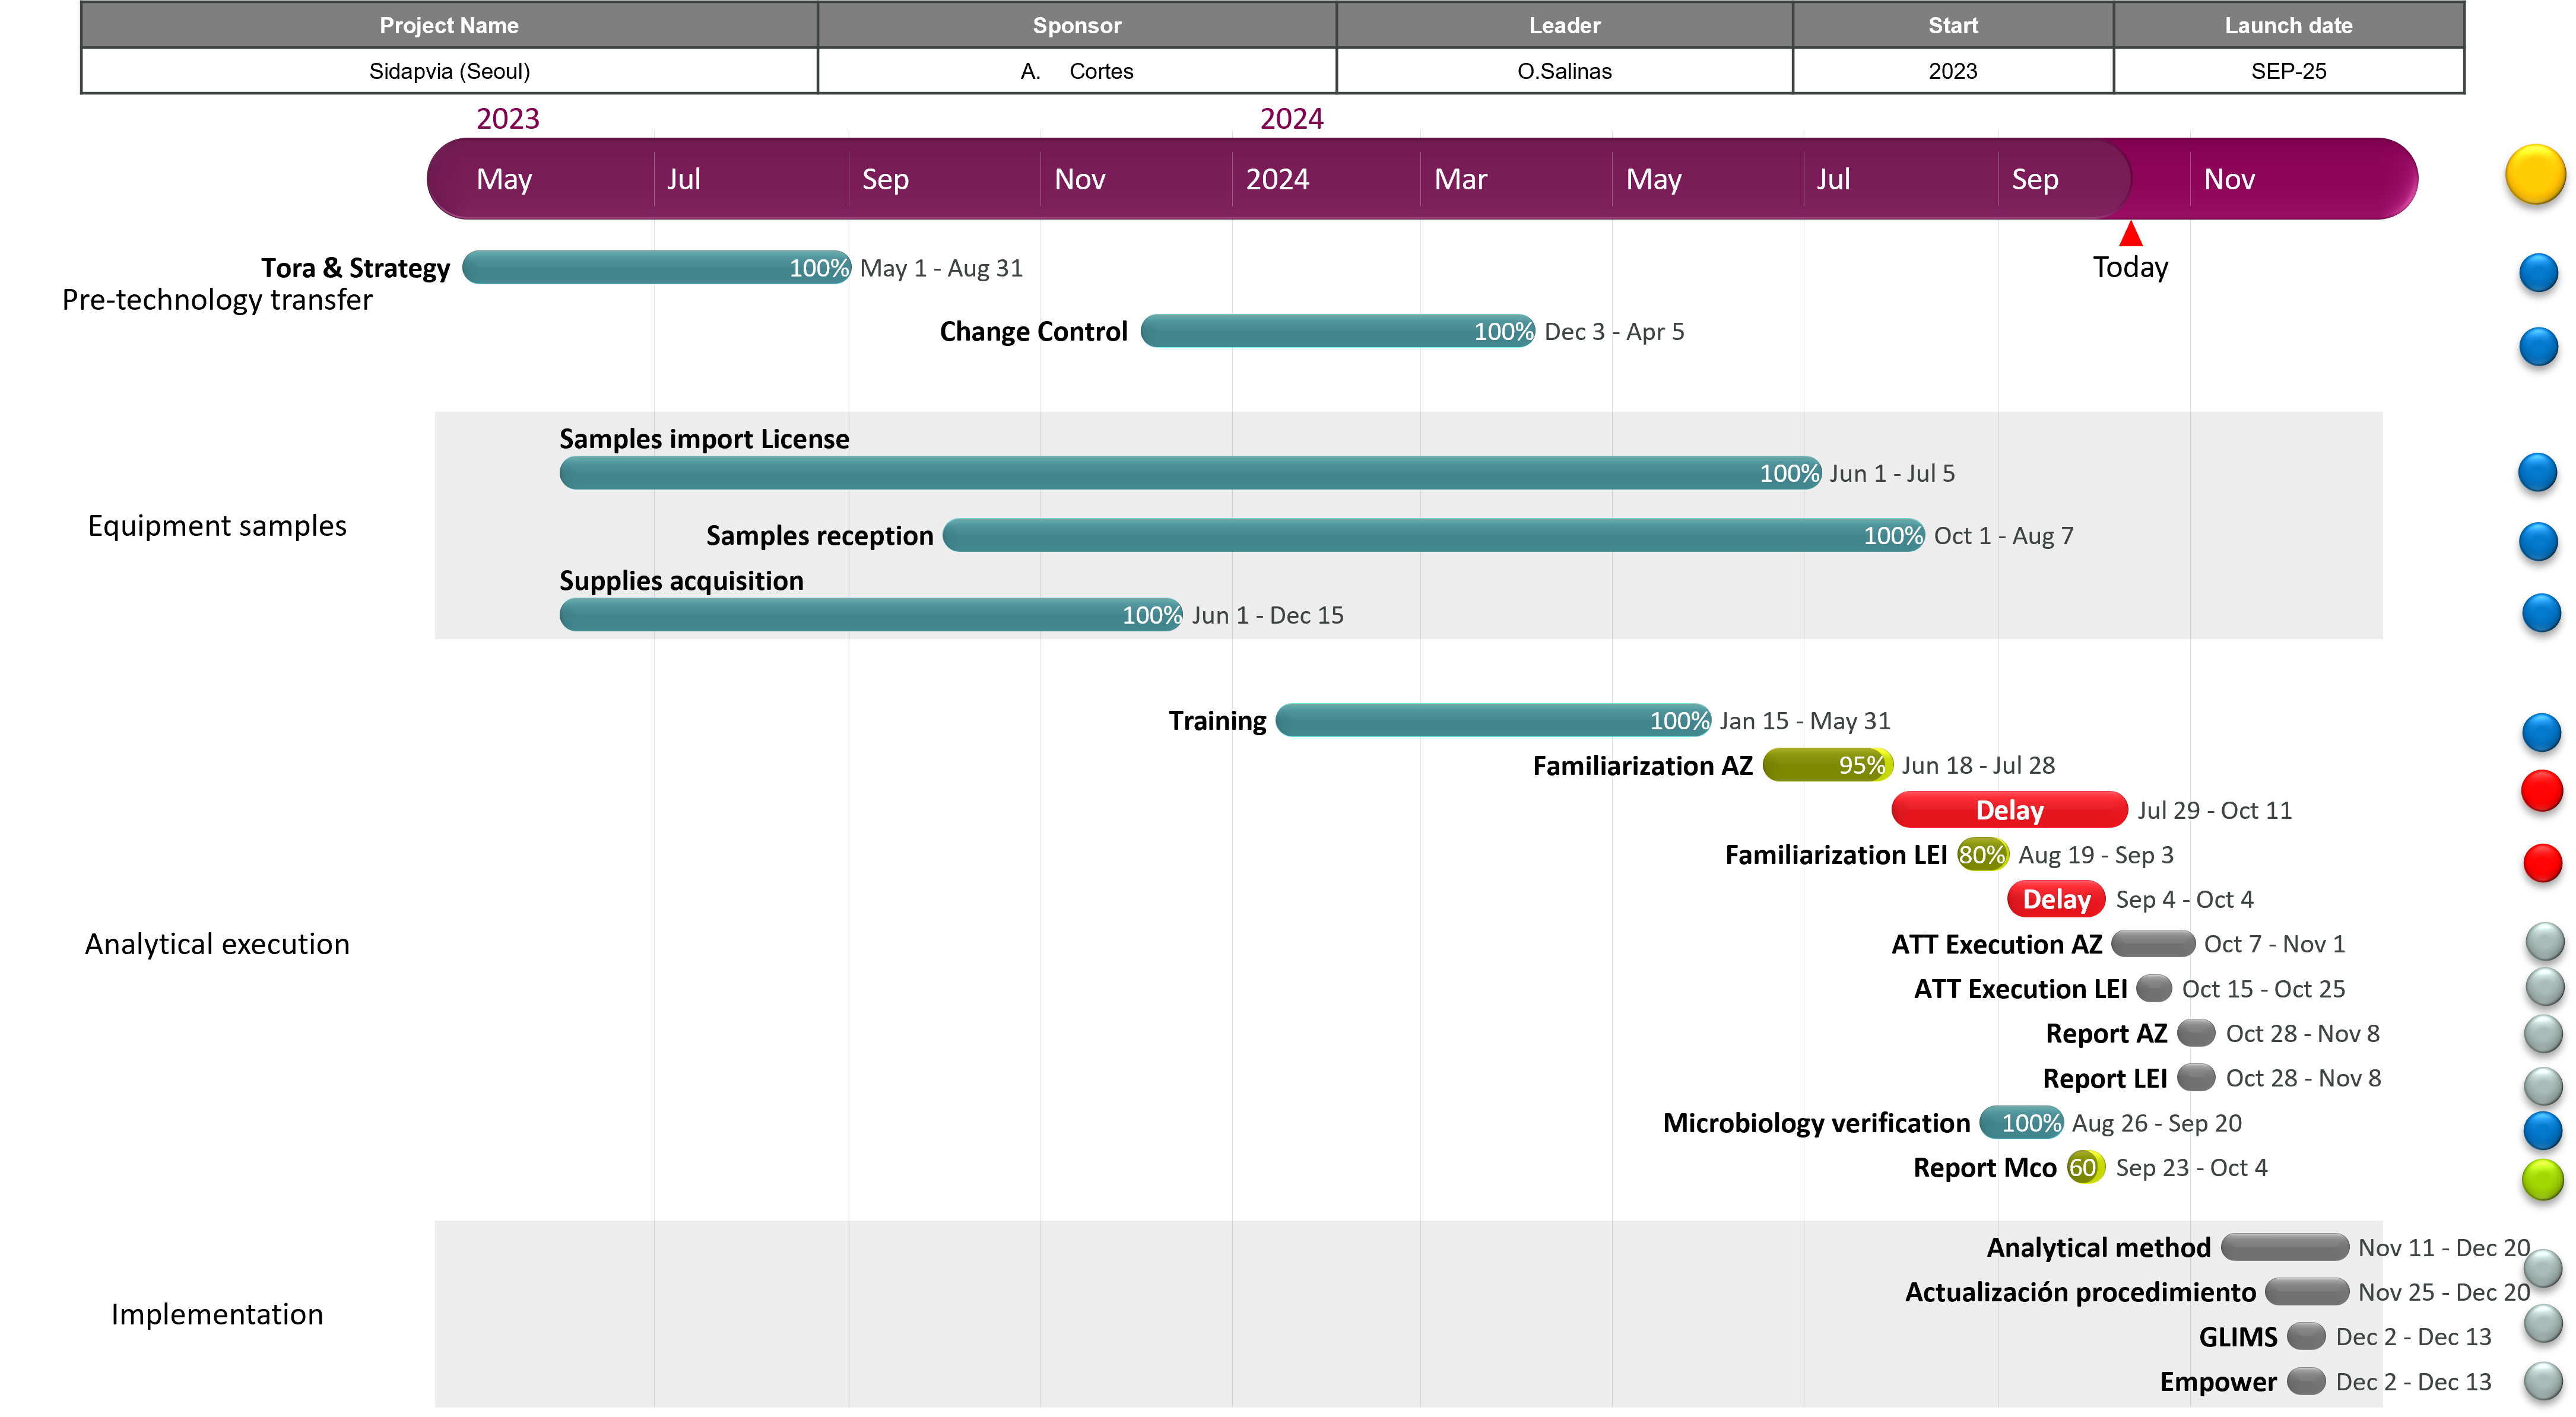 Project Name Sponsor Leader Start Launch date
Sidapvia (Seoul) A. Cortes O.Salinas 2023 SEP-25
2023 2024
May Jul Sep Nov 2024 Mar May Jul Sep Nov
Today
Tora & Strategy 100% May 1 - Aug 31
Pre-technology transfer
Change Control 100% Dec 3 - Apr 5
Samples import License
100% Jun 1 - Jul 5
Equipment samples
Samples reception 100% Oct 1 - Aug 7
Supplies acquisition
100% Jun 1 - Dec 15
Training 100% Jan 15 - May 31
Familiarization AZ 95% Jun 18 - Jul 28
Delay Jul 29 - Oct 11
Familiarization LEI 80% Aug 19 - Sep 3
Delay Sep 4 - Oct 4
Analytical execution
ATT Execution AZ Oct 7 - Nov 1
ATT Execution LEI Oct 15 - Oct 25
Report AZ Oct 28 - Nov 8
Report LEI Oct 28 - Nov 8
Microbiology verification 100% Aug 26 - Sep 20
Report Mco 60 Sep 23 - Oct 4
Analytical method Nov 11 - Dec 20
Actualización procedimiento Nov 25 - Dec 20
Implementation
GLIMS Dec 2 - Dec 13
Empower Dec 2 - Dec 13